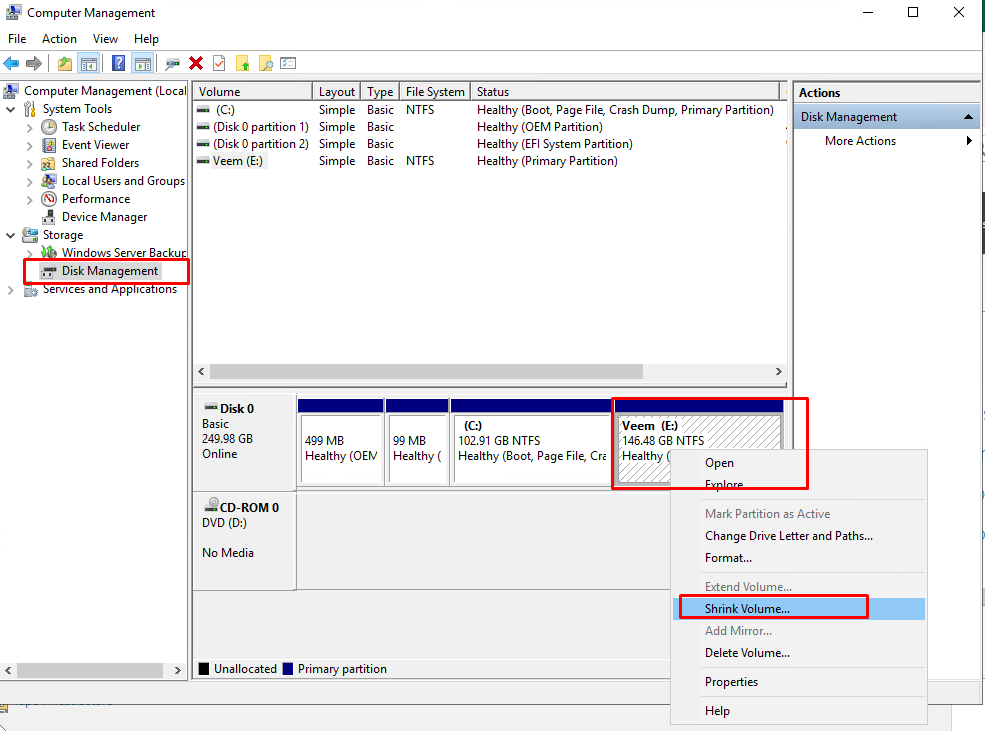 Computer Management
File Action View Help
Computer Management (Local
System Tools
Task Scheduler
Event Viewer
Shared Folders
Local Users and Groups
Performance
Device Manager
Storage
Windows Server Backup
Disk Management
Services and Applications
Volume Layout Type File System Status
(C:) Simple Basic NTFS Healthy (Boot, Page File, Crash Dump, Primary Partition)
(Disk 0 partition 1) Simple Basic Healthy (OEM Partition)
(Disk 0 partition 2) Simple Basic Healthy (EFI System Partition)
Veem (E:) Simple Basic NTFS Healthy (Primary Partition)
Disk 0
Basic
249.98 GB
Online
499 MB
Healthy (OEM
99 MB
Healthy (
(C:)
102.91 GB NTFS
Healthy (Boot, Page File, Cra
Veem (E:)
146.48 GB NTFS
Healthy (
CD-ROM 0
DVD (D:)
No Media
Unallocated Primary partition
Actions
Disk Management
More Actions
Open
Explore
Mark Partition as Active
Change Drive Letter and Paths...
Format...
Extend Volume...
Shrink Volume...
Add Mirror...
Delete Volume...
Properties
Help